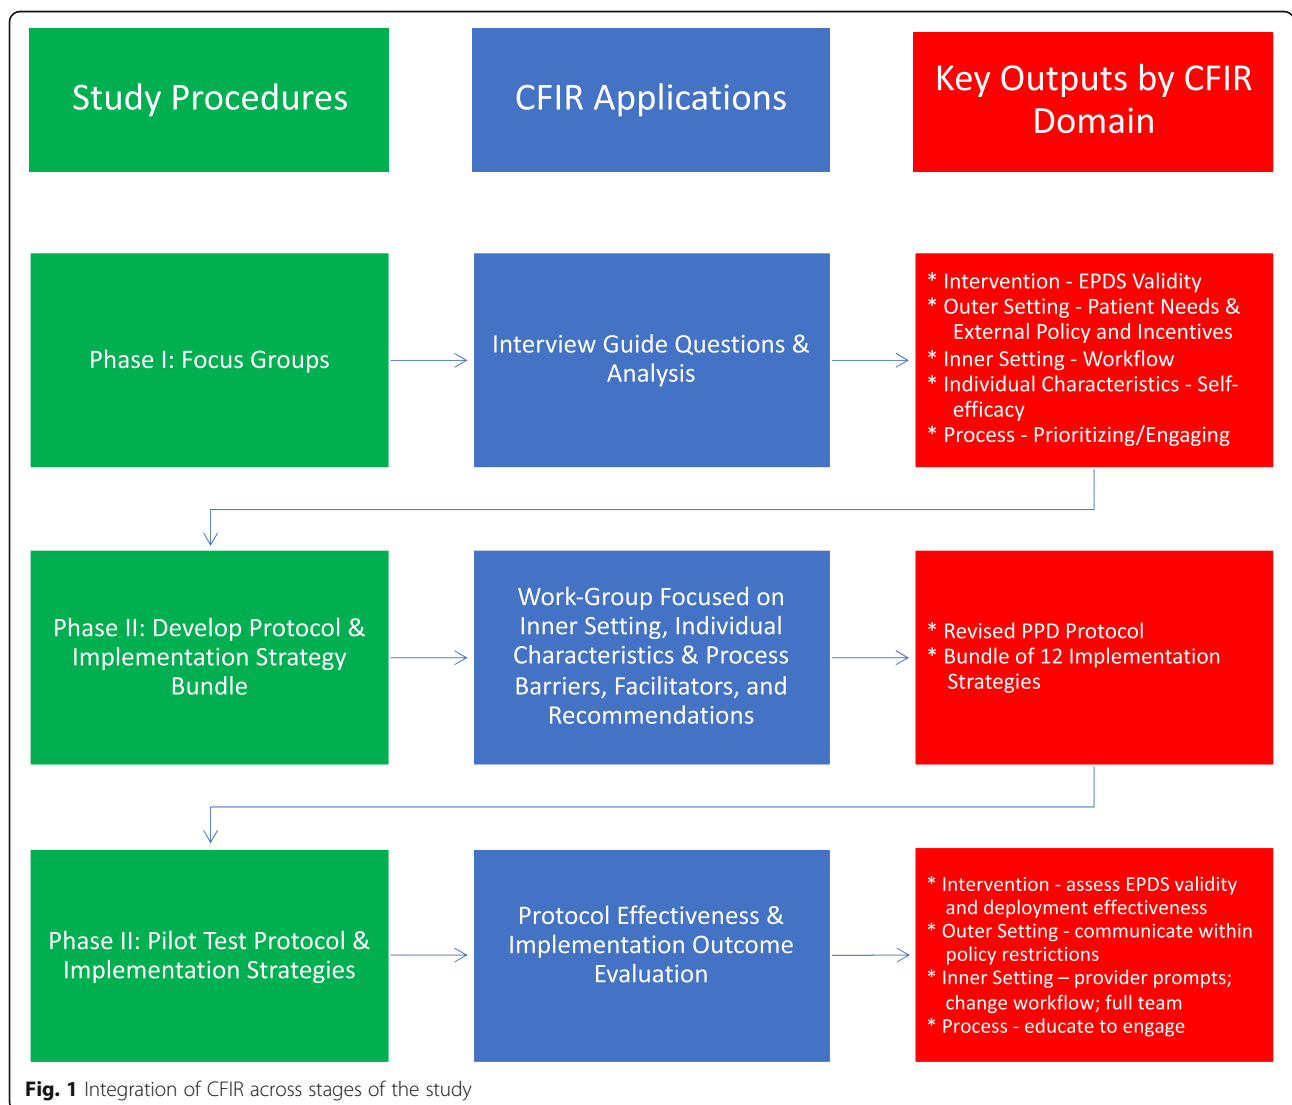 Study Procedures
CFIR Applications
Key Outputs by CFIR
Domain
Phase I: Focus Groups
Interview Guide Questions &
Analysis
* Intervention - EPDS Validity
* Outer Setting - Patient Needs &
External Policy and Incentives
* Inner Setting - Workflow
* Individual Characteristics - Self-
efficacy
* Process - Prioritizing/Engaging
Phase II: Develop Protocol &
Implementation Strategy
Bundle
Work-Group Focused on
Inner Setting, Individual
Characteristics & Process
Barriers, Facilitators, and
Recommendations
* Revised PPD Protocol
* Bundle of 12 Implementation
Strategies
Phase II: Pilot Test Protocol &
Implementation Strategies
Protocol Effectiveness &
Implementation Outcome
Evaluation
* Intervention - assess EPDS validity
and deployment effectiveness
* Outer Setting - communicate within
policy restrictions
* Inner Setting – provider prompts;
change workflow; full team
* Process - educate to engage
Fig. 1 Integration of CFIR across stages of the study